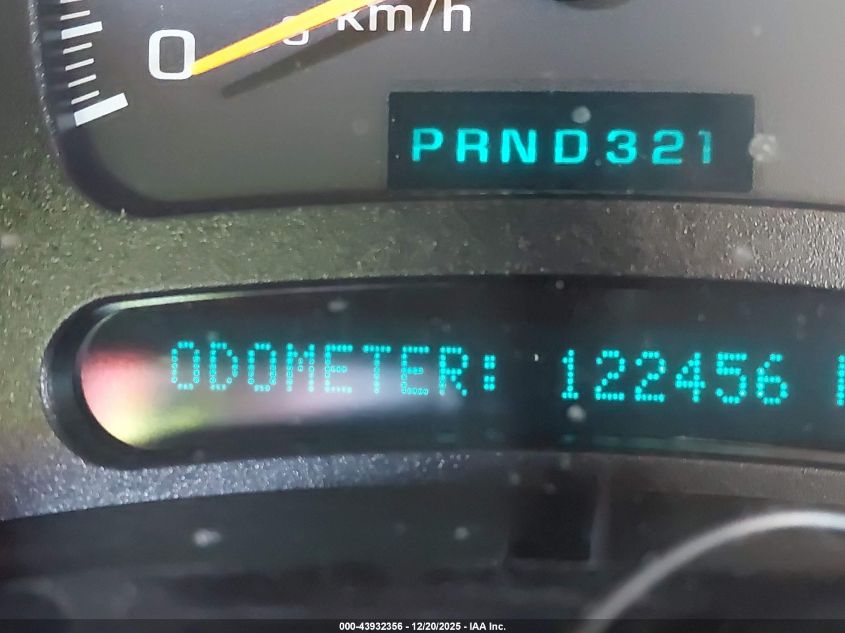 0
km/h
PRND321
ODOMETER: 122456
000-43932356 - 12/20/2025 - IAA Inc.